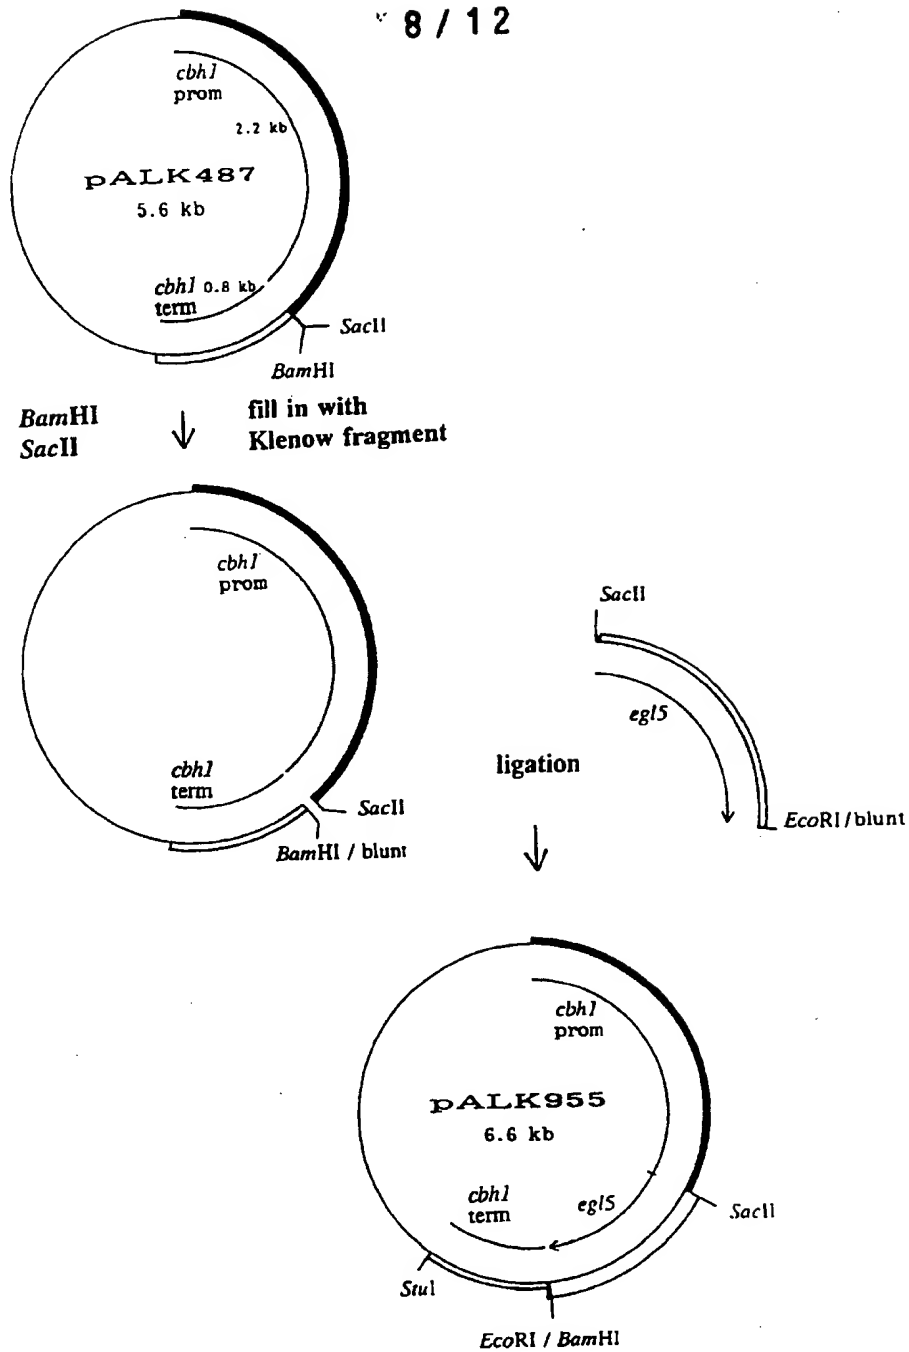 8 / 12
cbh1
prom
2.2 kb
pALK487
5.6 kb
cbh1 0.8 kb
term
SacII
BamHI
BamHI
SacII
fill in with
Klenow fragment
cbh1
prom
cbh1
term
SacII
BamHI / blunt
SacII
egl5
EcoRI/blunt
ligation
cbh1
prom
pALK955
6.6 kb
cbh1
term
egl5
SacII
StuI
EcoRI / BamHI